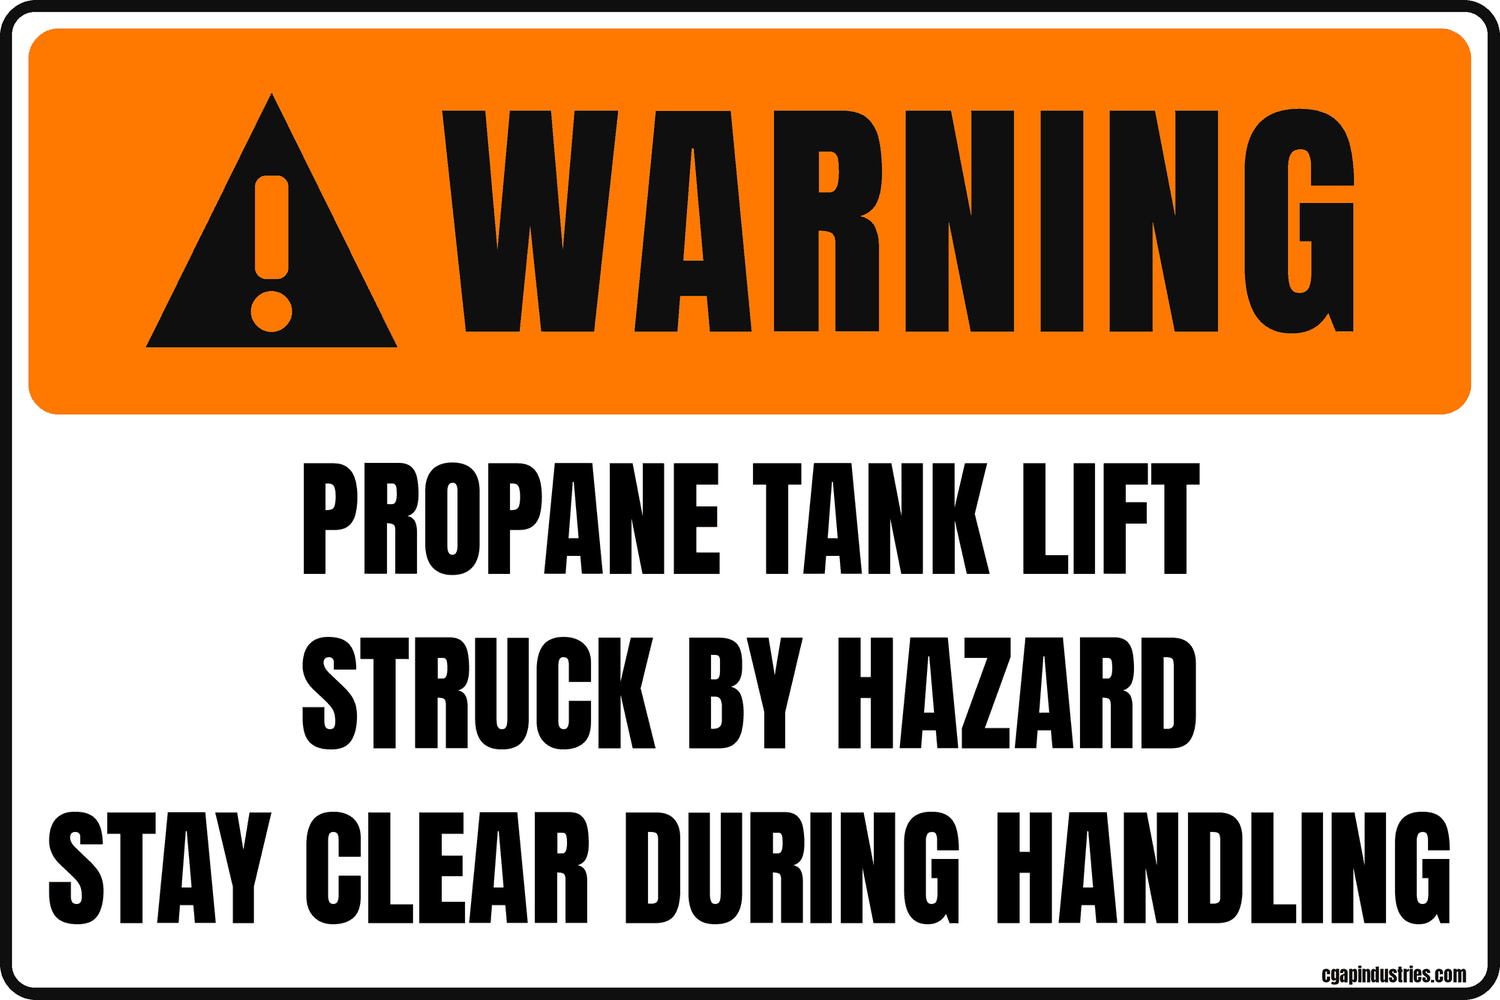 WARNING
PROPANE TANK LIFT
STRUCK BY HAZARD
STAY CLEAR DURING HANDLING
cgapindustries.com